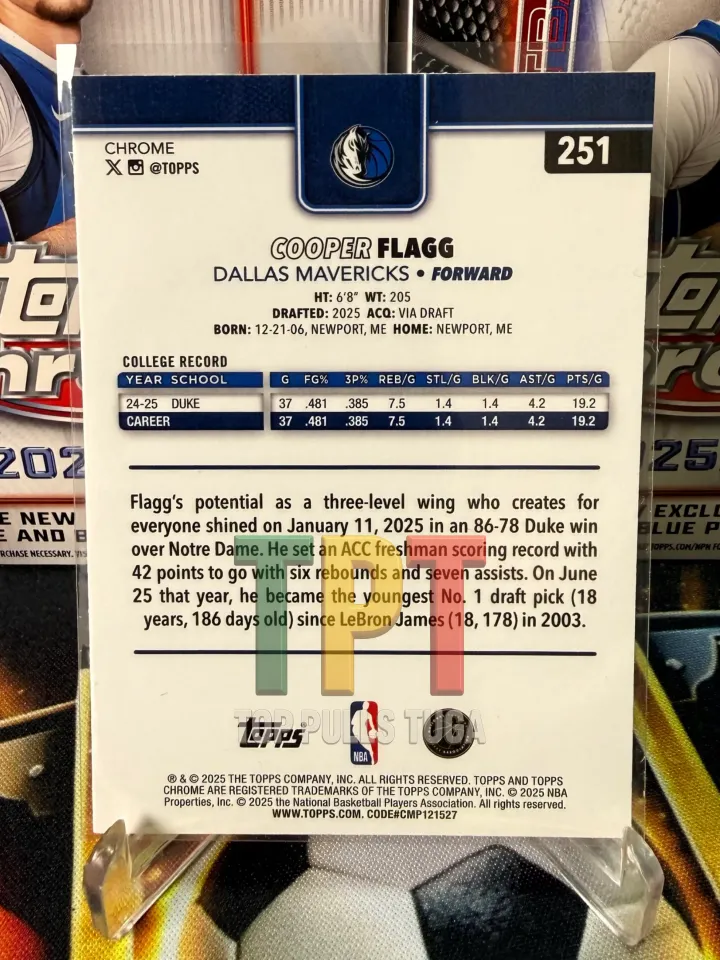 CHROME
X @TOPPS
251
COOPER FLAGG
DALLAS MAVERICKS • FORWARD
HT: 6'8" WT: 205
DRAFTED: 2025 ACQ: VIA DRAFT
BORN: 12-21-06, NEWPORT, ME HOME: NEWPORT, ME
COLLEGE RECORD
YEAR SCHOOL G FG% 3P% REB/G STL/G BLK/G AST/G PTS/G
24-25 DUKE 37 .481 .385 7.5 1.4 1.4 4.2 19.2
CAREER 37 .481 .385 7.5 1.4 1.4 4.2 19.2
Flagg's potential as a three-level wing who creates for
everyone shined on January 11, 2025 in an 86-78 Duke win
over Notre Dame. He set an ACC freshman scoring record with
42 points to go with six rebounds and seven assists. On June
25 that year, he became the youngest No. 1 draft pick (18
years, 186 days old) since LeBron James (18, 178) in 2003.
TPT
TOP PULLS TUGA
Topps
NBA
® & © 2025 THE TOPPS COMPANY, INC. ALL RIGHTS RESERVED. TOPPS AND TOPPS
CHROME ARE REGISTERED TRADEMARKS OF THE TOPPS COMPANY, INC. © 2025 NBA
Properties, Inc. © 2025 the National Basketball Players Association. All rights reserved.
WWW.TOPPS.COM. CODE#CMP121527